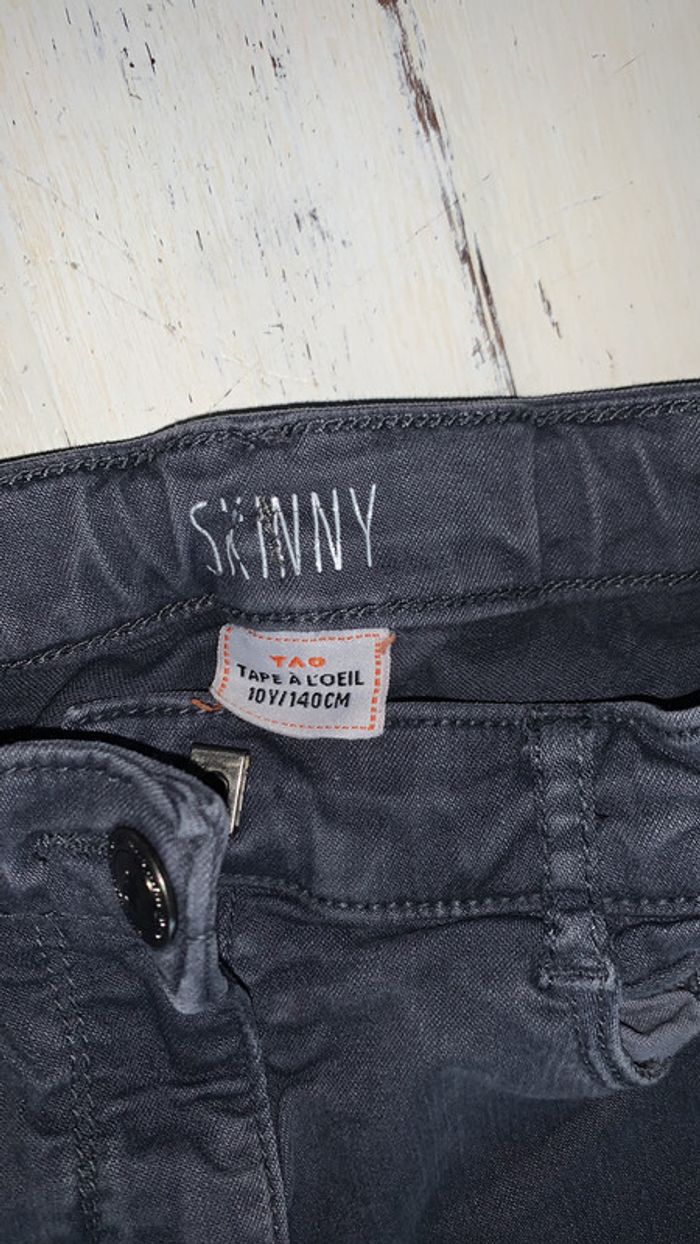 SKINNY
TAO
TAPE À L'OEIL
10Y/140CM